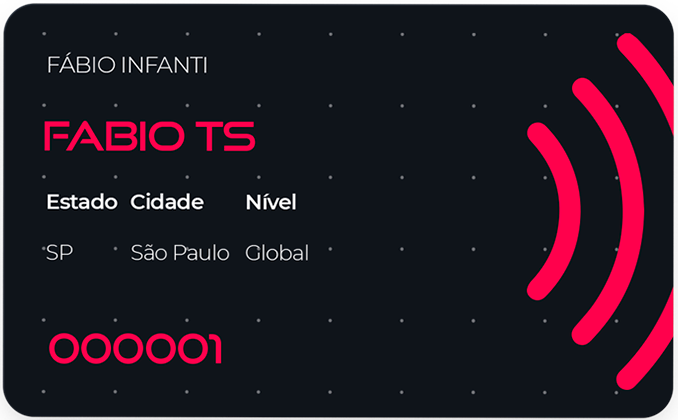 FÁBIO INFANTI
FABIO TS
Estado Cidade Nível
SP São Paulo Global
000001